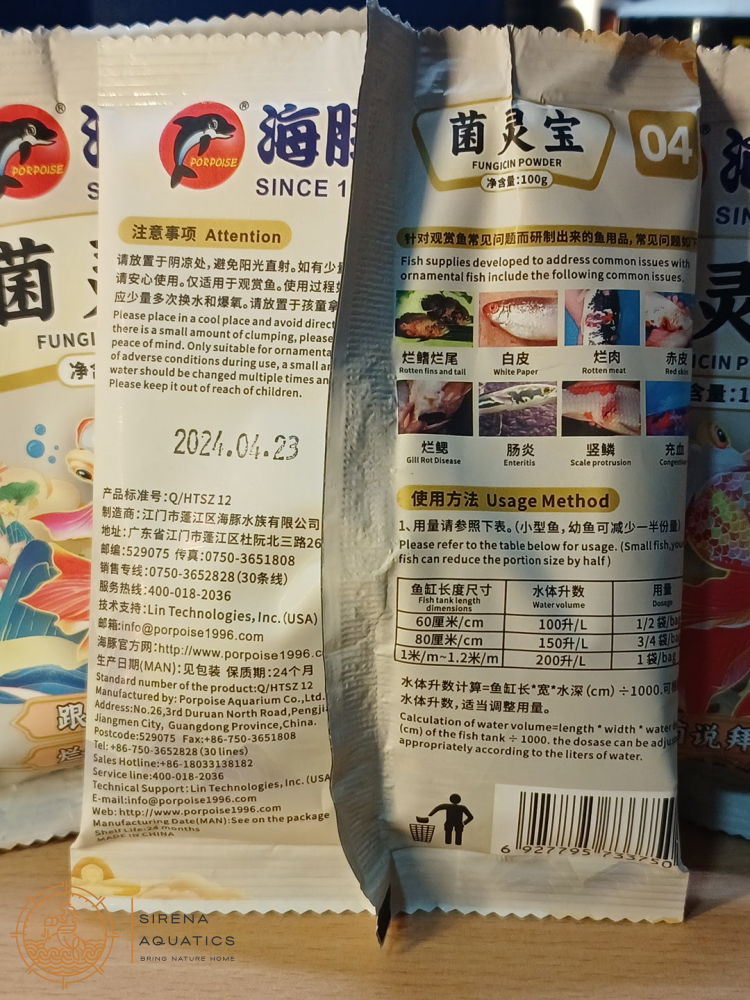 PORPOISE
®
PORPOISE
®
海
SINCE 1
注意事项 Attention
请放置于阴凉处,避免阳光直射。如有少
请安心使用。仅适用于观赏鱼。使用过程
应少量多次换水和爆氧。请放置于孩童拿
Please place in a cool place and avoid direct
there is a small amount of clumping, please
peace of mind. Only suitable for ornamenta
of adverse conditions during use, a small a
water should be changed multiple times an
Please keep it out of reach of children.
2024.04.23
产品标准号:Q/HTSZ 12
制造商:江门市蓬江区海豚水族有限公司
地址:广东省江门市蓬江区杜阮北三路26
邮编:529075 传真:0750-3651808
销售专线:0750-3652828(30条线)
服务热线:400-018-2036
技术支持:Lin Technologies, Inc.(USA)
邮箱:info@porpoise1996.com
海豚官方网:http://www.porpoise1996.c
生产日期(MAN):见包装 保质期:24个月
Standard number of the product:Q/HTSZ 12
Manufactured by: Porpoise Aquarium Co.,Ltd.
Address:No.26,3rd Duruan North Road,Pengji
Jiangmen City, Guangdong Province,China.
Postcode:529075 Fax:+86-750-3651808
Tel:+86-750-3652828 (30 lines)
Sales Hotline:+86-18033138182
Service line:400-018-2036
Technical Support:Lin Technologies, Inc.(USA
E-mail:info@porpoise1996.com
Web: http://www.porpoise1996.com
Manufacturing Date(MAN):See on the package
Shelf Life:24 months
MADE IN CHINA
菌灵宝
FUNGICIN POWDER
净含量:100g
04
针对观赏鱼常见问题而研制出来的鱼用品,常见问题如
Fish supplies developed to address common issues with
ornamental fish include the following common issues.
烂鳍烂尾 白皮 烂肉 赤皮
Rotten fins and tail White Paper Rotten meat Red ski
烂鳃 肠炎 竖鳞 充血
Gill Rot Disease Enteritis Scale protrusion Congestion
使用方法 Usage Method
1、用量请参照下表。(小型鱼,幼鱼可减少一半份量)
Please refer to the table below for usage. (Small fish,your
fish can reduce the portion size by half)
鱼缸长度尺寸 水体升数 用量
Fish tank length dimensions Water volume Dosage
60厘米/cm 100升/L 1/2 袋/bag
80厘米/cm 150升/L 3/4 袋/bag
1米/m~1.2米/m 200升/L 1 袋/bag
水体升数计算=鱼缸长*宽*水深(cm)÷1000.可
水体升数,适当调整用量。
Calculation of water volume=length * width * water
(cm) of the fish tank ÷ 1000. the dosase can be adju
appropriately according to the liters of water.
6 927795 733750
菌
FUNGI
跟
SIN
灵
ICIN P
含量:1
说拜
SIRENA
AQUATICS
BRING NATURE HOME